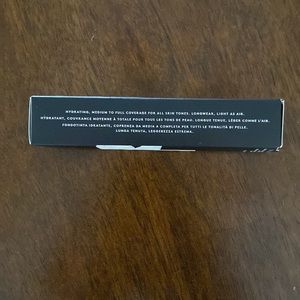 HYDRATING, MEDIUM TO FULL COVERAGE FOR ALL SKIN TONES. LONGWEAR, LIGHT AS AIR.
HYDRATANT, COUVRANCE MOYENNE À TOTALE POUR TOUS LES TONS DE PEAU. LONGUE TENUE, LÉGER COMME L'AIR.
FONDOTINTA IDRATANTE, COPRENZA DA MEDIA A COMPLETA PER TUTTI LE TONALITÀ DI PELLE.
LUNGA TENUTA, LEGGEREZZA ESTREMA.